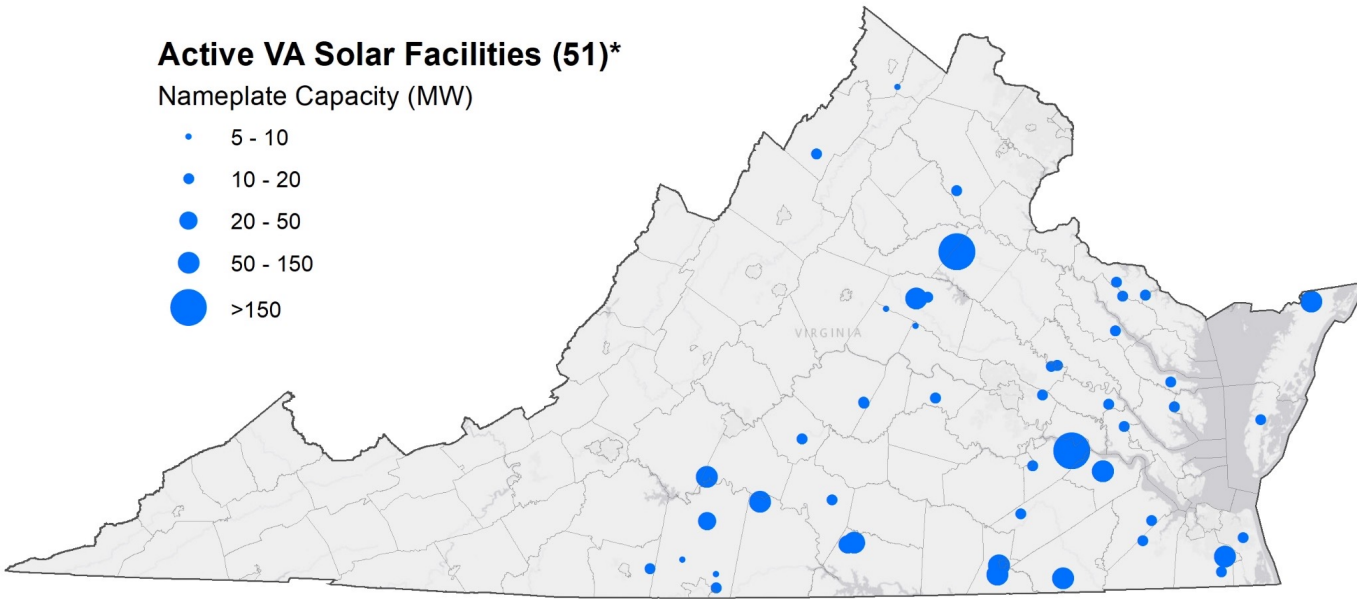 Active VA Solar Facilities (51)*
Nameplate Capacity (MW)
5 - 10
10 - 20
20 - 50
50 - 150
>150
VIRGINIA